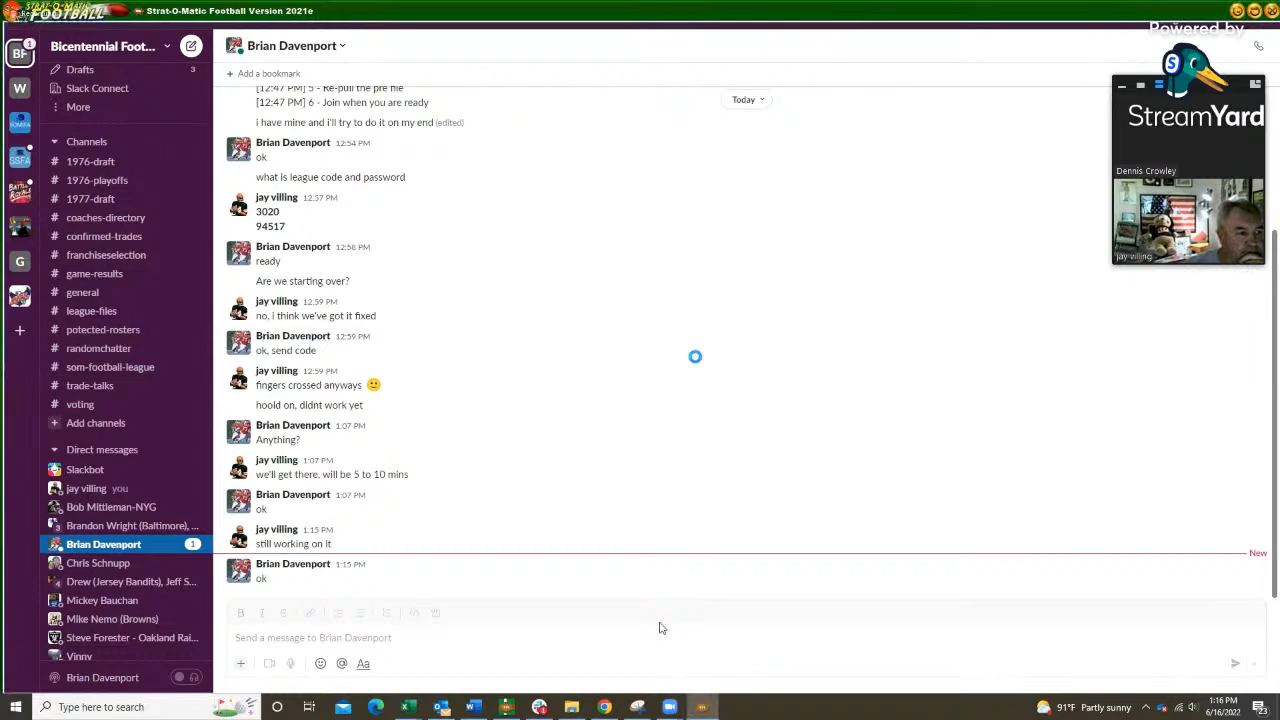 FOOTBALL
Strat-O-Matic Football Version 2021e
Powered by
StreamYard
Dennis Crowley
jay villing
BF
1
W
SSFA
G
Bicentennial Foot...
Drafts
3
Slack Connect
More
Channels
# 1976-draft
# 1976-playoffs
# 1977-draft
# coaches-directory
# confirmed-trades
# franchiseselection
# game-results
# general
# league-files
# potected-rosters
# randomchatter
# som-football-league
# trade-talks
# voting
+ Add channels
Direct messages
Slackbot
jay villing you
Bob Mittleman-NYG
3 Brandon Wright (Baltimore), ...
Brian Davenport 1
Chris Schnupp
Drew (Jersey Bandits), Jeff S...
Mickey Bauchan
Mike Nemo (Browns)
Steve Forester - Oakland Rai...
Vinny
Brian Davenport
Brian Davenport
+ Add a bookmark
Today
[12:47 PM] 5 - Re-pull the pre file
[12:47 PM] 6 - Join when you are ready
i have mine and i'll try to do it on my end (edited)
Brian Davenport 12:54 PM
ok
what is league code and password
jay villing 12:57 PM
3020
94517
Brian Davenport 12:58 PM
ready
Are we starting over?
jay villing 12:59 PM
no, i think we've got it fixed
Brian Davenport 12:59 PM
ok, send code
jay villing 12:59 PM
fingers crossed anyways
hoold on, didnt work yet
Brian Davenport 1:07 PM
Anything?
jay villing 1:07 PM
we'll get there, will be 5 to 10 mins
Brian Davenport 1:07 PM
ok
jay villing 1:15 PM
still working on it
New
Brian Davenport 1:15 PM
ok
Send a message to Brian Davenport
Aa
Type here to search
91°F Partly sunny
1:16 PM
6/16/2022
23